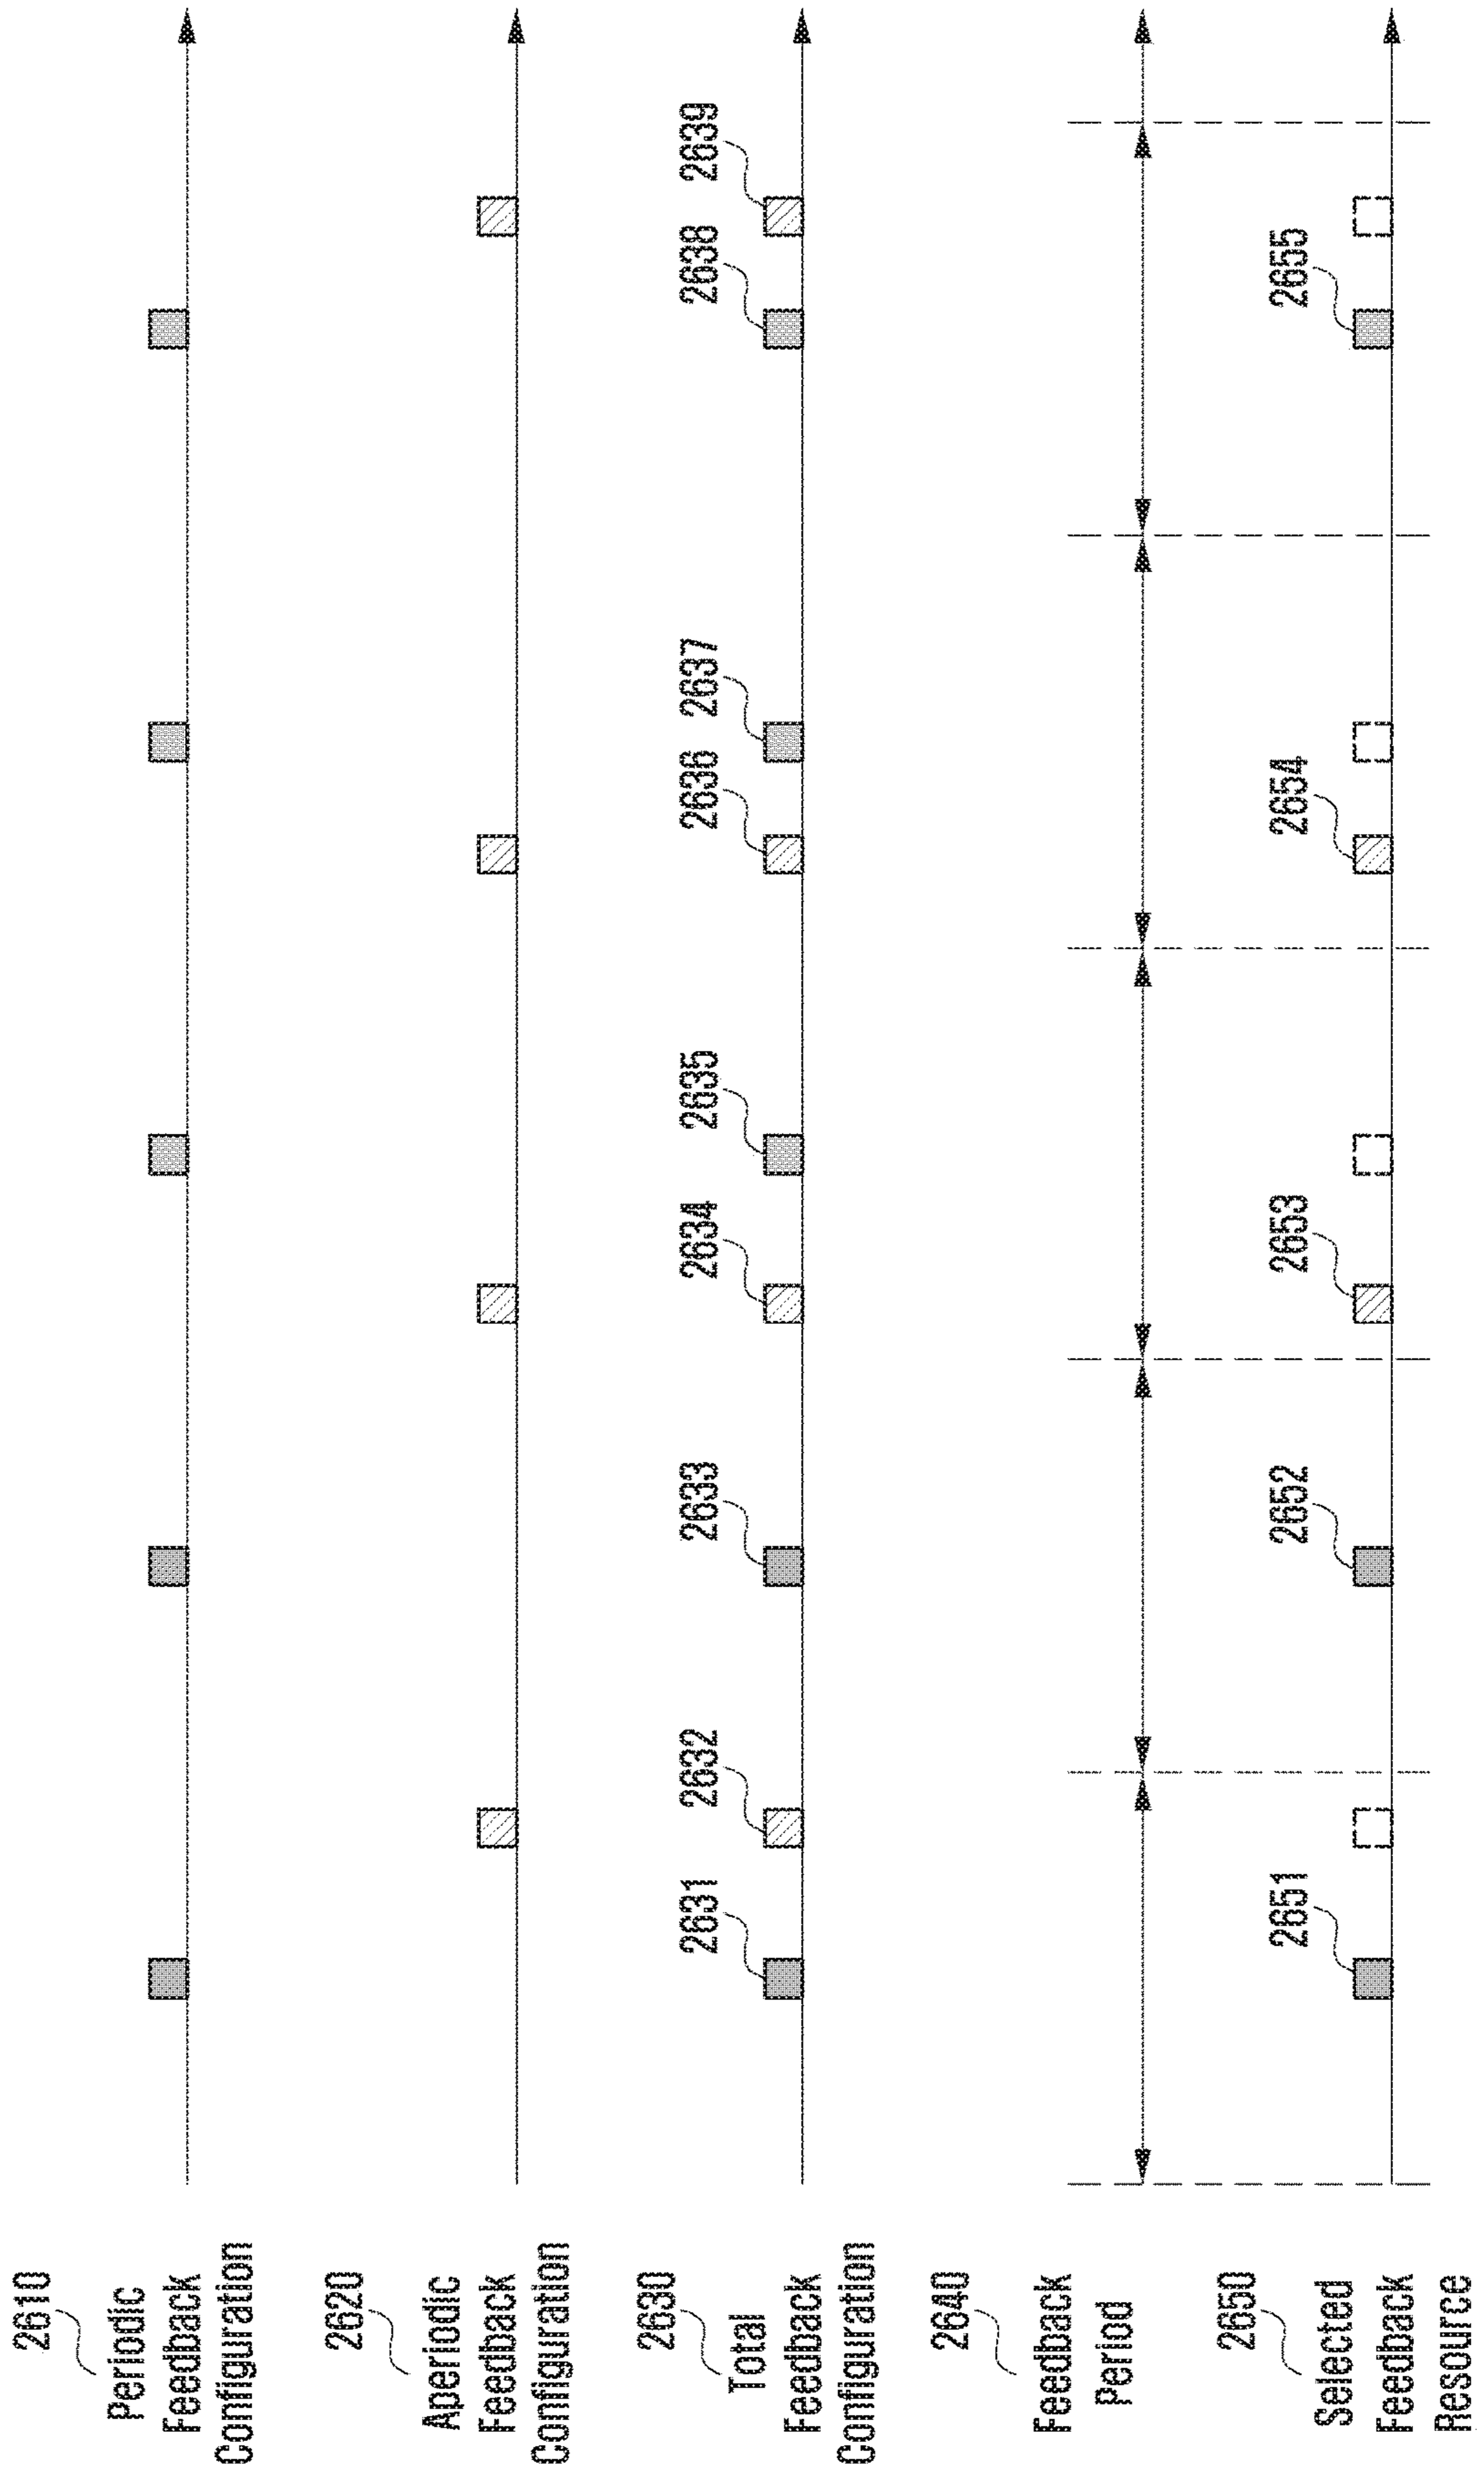 2610
Periodic
Feedback
Configuration
2620
Aperiodic
Feedback
Configuration
2630
Total
Feedback
Configuration
2631
2632
2633
2634
2635
2636
2637
2638
2639
2640
Feedback
Period
2650
Selected
Feedback
Resource
2651
2652
2653
2654
2655